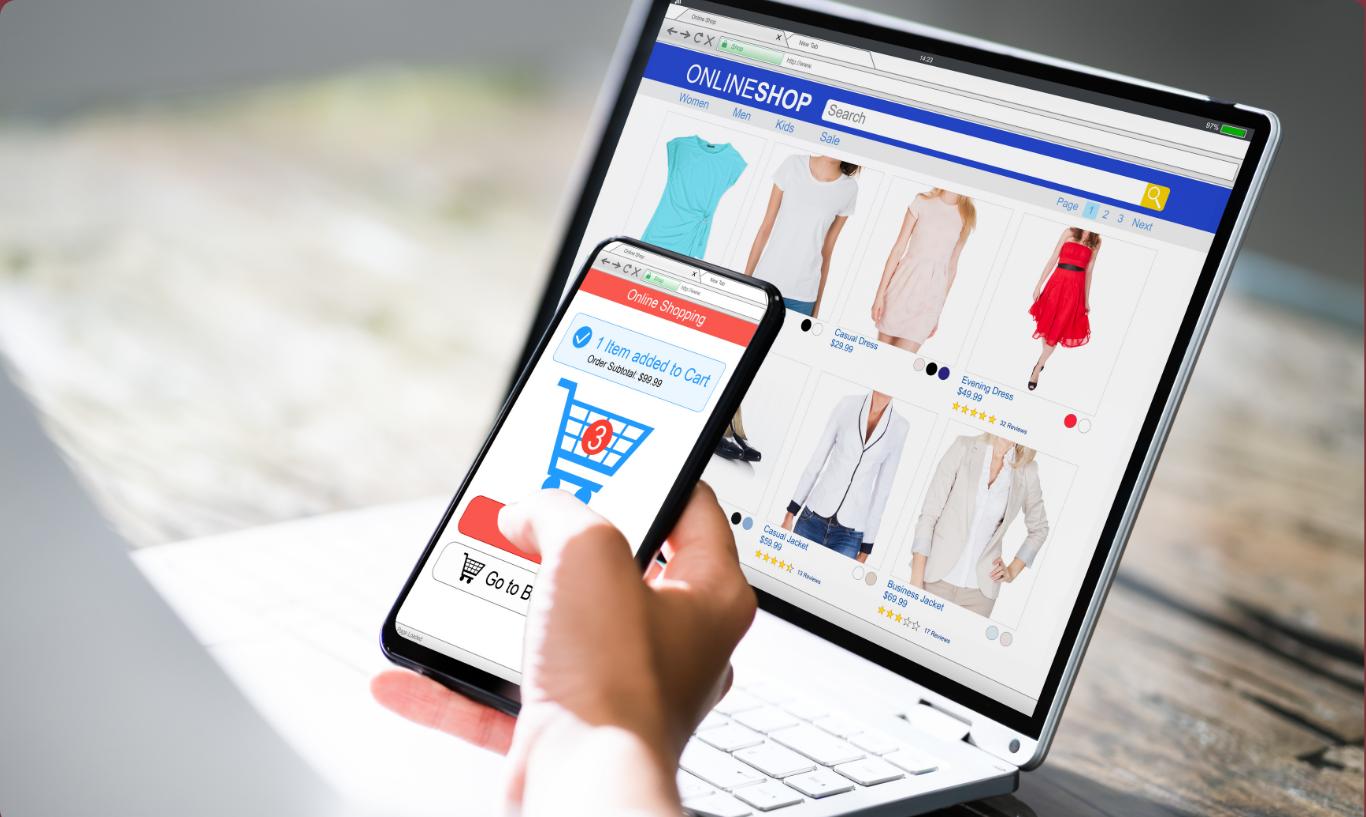 Online Shop
New Tab
14:23
87%
Shop
http://www
ONLINESHOP
Search
Women
Men
Kids
Sale
Page 1 2 3 Next
Casual Dress
$29.99
Evening Dress
$49.99
32 Reviews
Casual Jacket
$59.99
13 Reviews
Business Jacket
$69.99
17 Reviews
Online Shop
New Tab
Shop
http://www
Online Shopping
1 Item added to Cart
Order Subtotal: $99.99
3
Go to B
Page Loaded